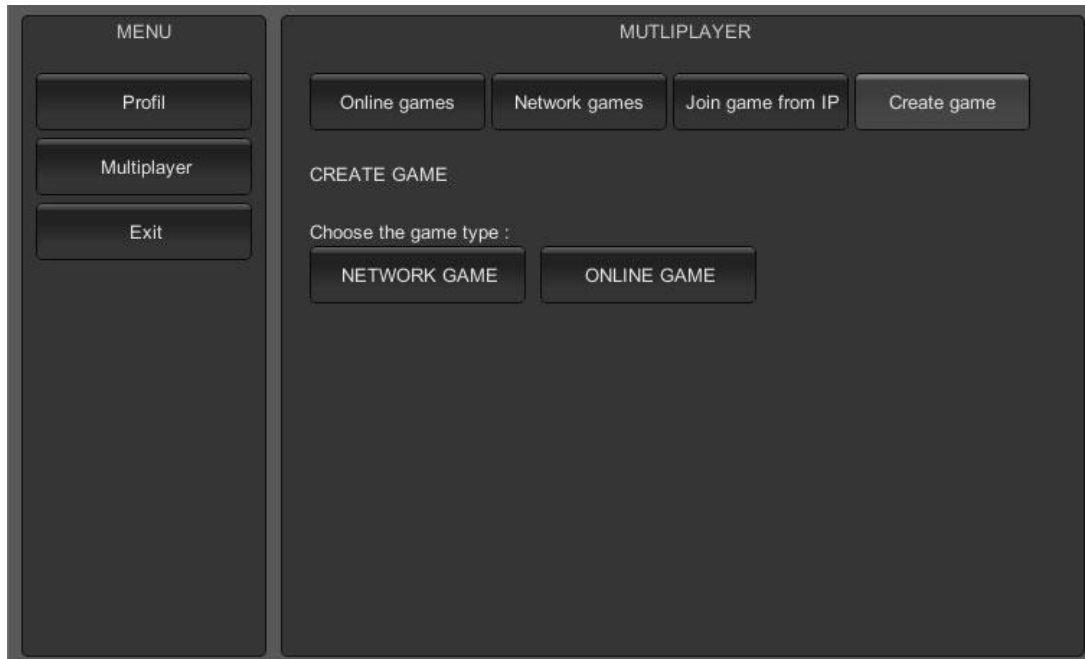 MENU
Profil
Multiplayer
Exit
MUTLIPLAYER
Online games
Network games
Join game from IP
Create game
CREATE GAME
Choose the game type :
NETWORK GAME
ONLINE GAME